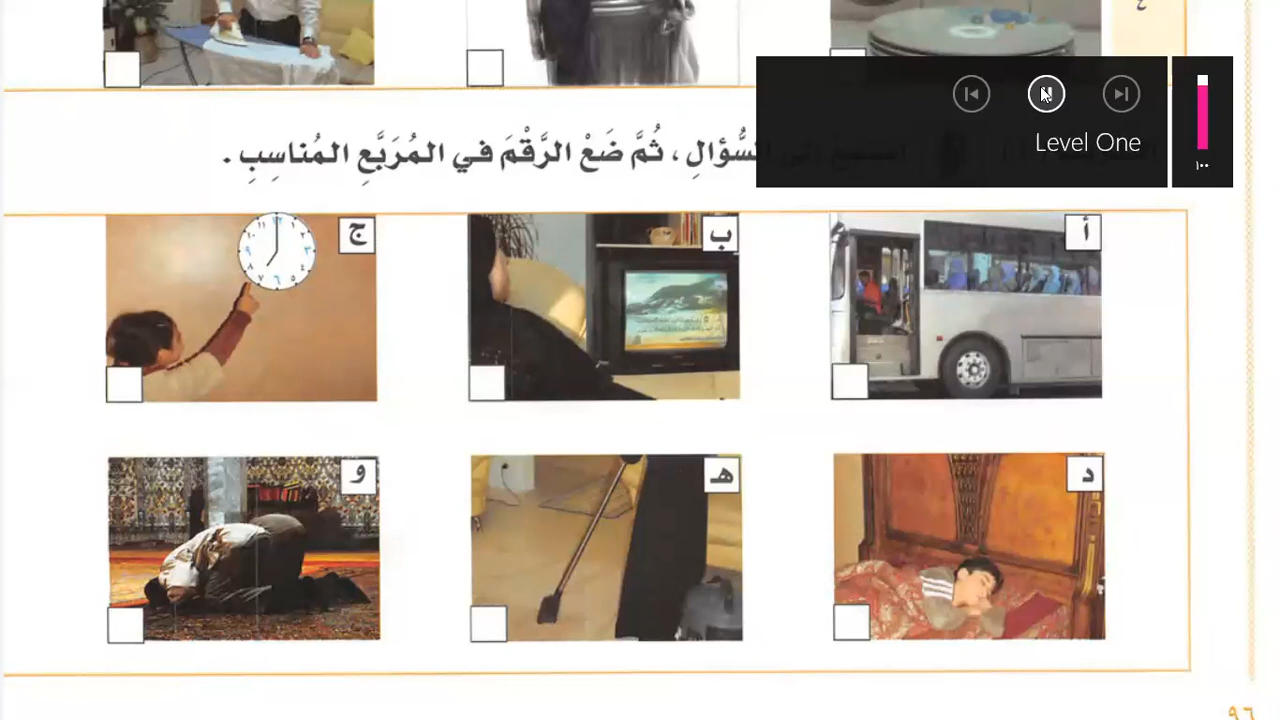 ع
Level One
١٠٠
السُّؤالِ ، ثُمَّ ضَعْ الرَّقْمَ في المُرَبَّعِ المُناسِبِ .
أ
ب
ج
د
هـ
و
٩٦